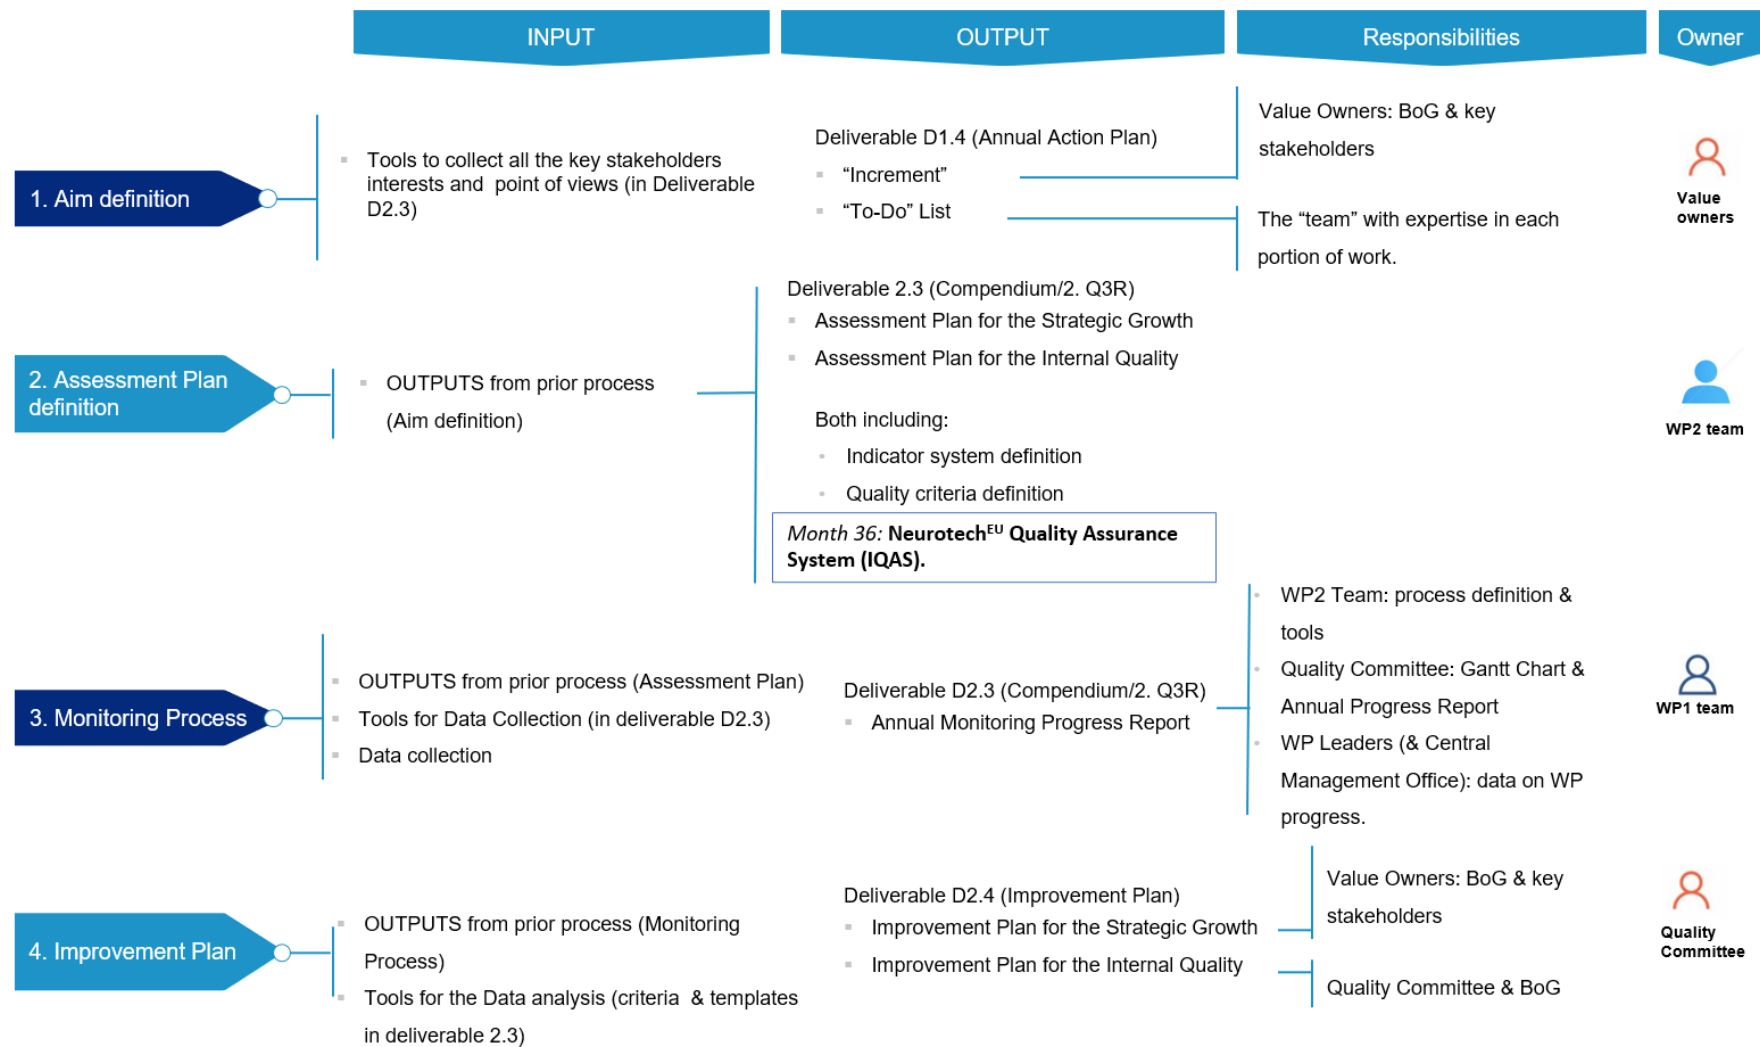 INPUT
OUTPUT
Responsibilities
Owner
1. Aim definition
Tools to collect all the key stakeholders
interests and point of views (in Deliverable
D2.3)
Deliverable D1.4 (Annual Action Plan)
“Increment”
“To-Do” List
Value Owners: BoG & key
stakeholders
The “team” with expertise in each
portion of work.
Value
owners
2. Assessment Plan
definition
OUTPUTS from prior process
(Aim definition)
Deliverable 2.3 (Compendium/2. Q3R)
Assessment Plan for the Strategic Growth
Assessment Plan for the Internal Quality
Both including:
Indicator system definition
Quality criteria definition
Month 36: Neurotech^EU Quality Assurance
System (IQAS).
WP2 team
3. Monitoring Process
OUTPUTS from prior process (Assessment Plan)
Tools for Data Collection (in deliverable D2.3)
Data collection
Deliverable D2.3 (Compendium/2. Q3R)
Annual Monitoring Progress Report
WP2 Team: process definition &
tools
Quality Committee: Gantt Chart &
Annual Progress Report
WP Leaders (& Central
Management Office): data on WP
progress.
WP1 team
4. Improvement Plan
OUTPUTS from prior process (Monitoring
Process)
Tools for the Data analysis (criteria & templates
in deliverable 2.3)
Deliverable D2.4 (Improvement Plan)
Improvement Plan for the Strategic Growth
Improvement Plan for the Internal Quality
Value Owners: BoG & key
stakeholders
Quality Committee & BoG
Quality
Committee